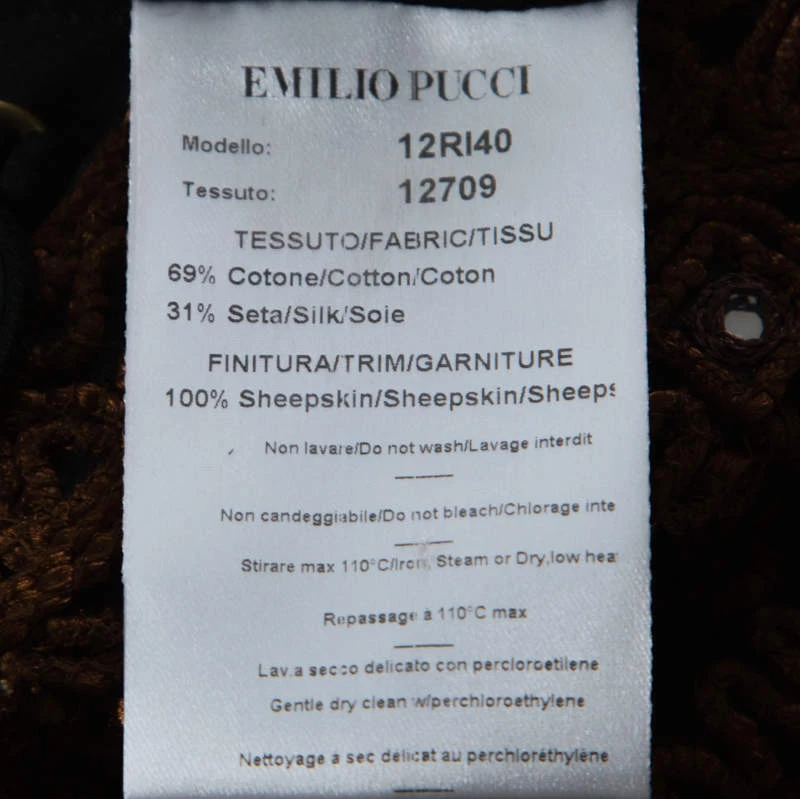 EMILIO PUCCI
Modello: 12RI40
Tessuto: 12709
TESSUTO/FABRIC/TISSU
69% Cotone/Cotton/Coton
31% Seta/Silk/Soie
FINITURA/TRIM/GARNITURE
100% Sheepskin/Sheepskin/Sheeps
Non lavare/Do not wash/Lavage interdit
Non candeggiabile/Do not bleach/Chlorage inte
Stirare max 110°C/Iron, Steam or Dry,low hea
Repassage à 110°C max
Lav.a secco delicato con percloroetilene
Gentle dry clean w/perchloroethylene
Nettoyage à sec délicat au perchloréthylène